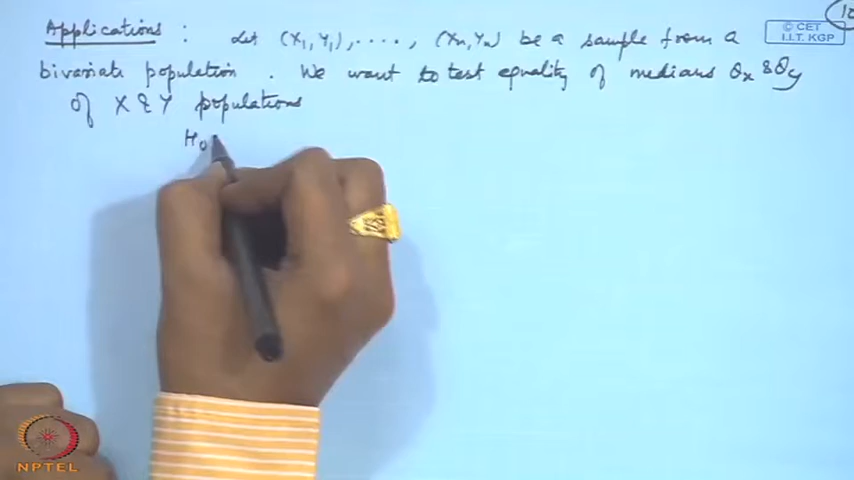 Applications : Let (X₁,Y₁),...., (Xn,Yn) be a sample from a
bivariate population. We want to test equality of medians θx & θy
of X & Y populations
H₀
© CET
I.I.T. KGP
NPTEL